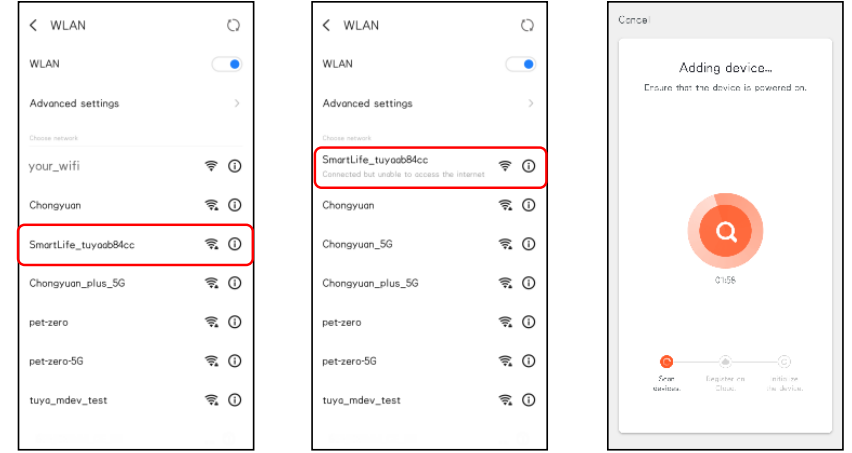 WLAN
WLAN
Advanced settings
Choose network
your_wifi
Chongyuan
SmartLife_tuyaab84cc
Chongyuan_plus_5G
pet-zero
pet-zero-5G
tuya_mdev_test
WLAN
WLAN
Advanced settings
Choose network
SmartLife_tuyaab84cc
Connected but unable to access the internet
Chongyuan
Chongyuan_5G
Chongyuan_plus_5G
pet-zero
pet-zero-5G
tuya_mdev_test
Cancel
Adding device...
Ensure that the device is powered on.
01:58
Scan
devices.
Register on
Cloud.
Initialize
the device.